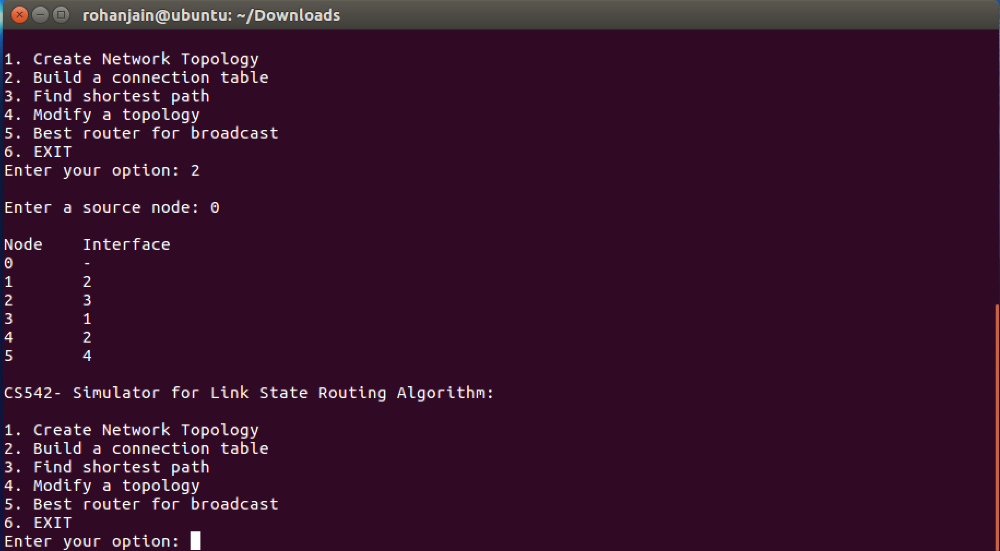 rohanjain@ubuntu: ~/Downloads
1. Create Network Topology
2. Build a connection table
3. Find shortest path
4. Modify a topology
5. Best router for broadcast
6. EXIT
Enter your option: 2
Enter a source node: 0
Node    Interface
0       -
1       2
2       3
3       1
4       2
5       4
CS542- Simulator for Link State Routing Algorithm:
1. Create Network Topology
2. Build a connection table
3. Find shortest path
4. Modify a topology
5. Best router for broadcast
6. EXIT
Enter your option: